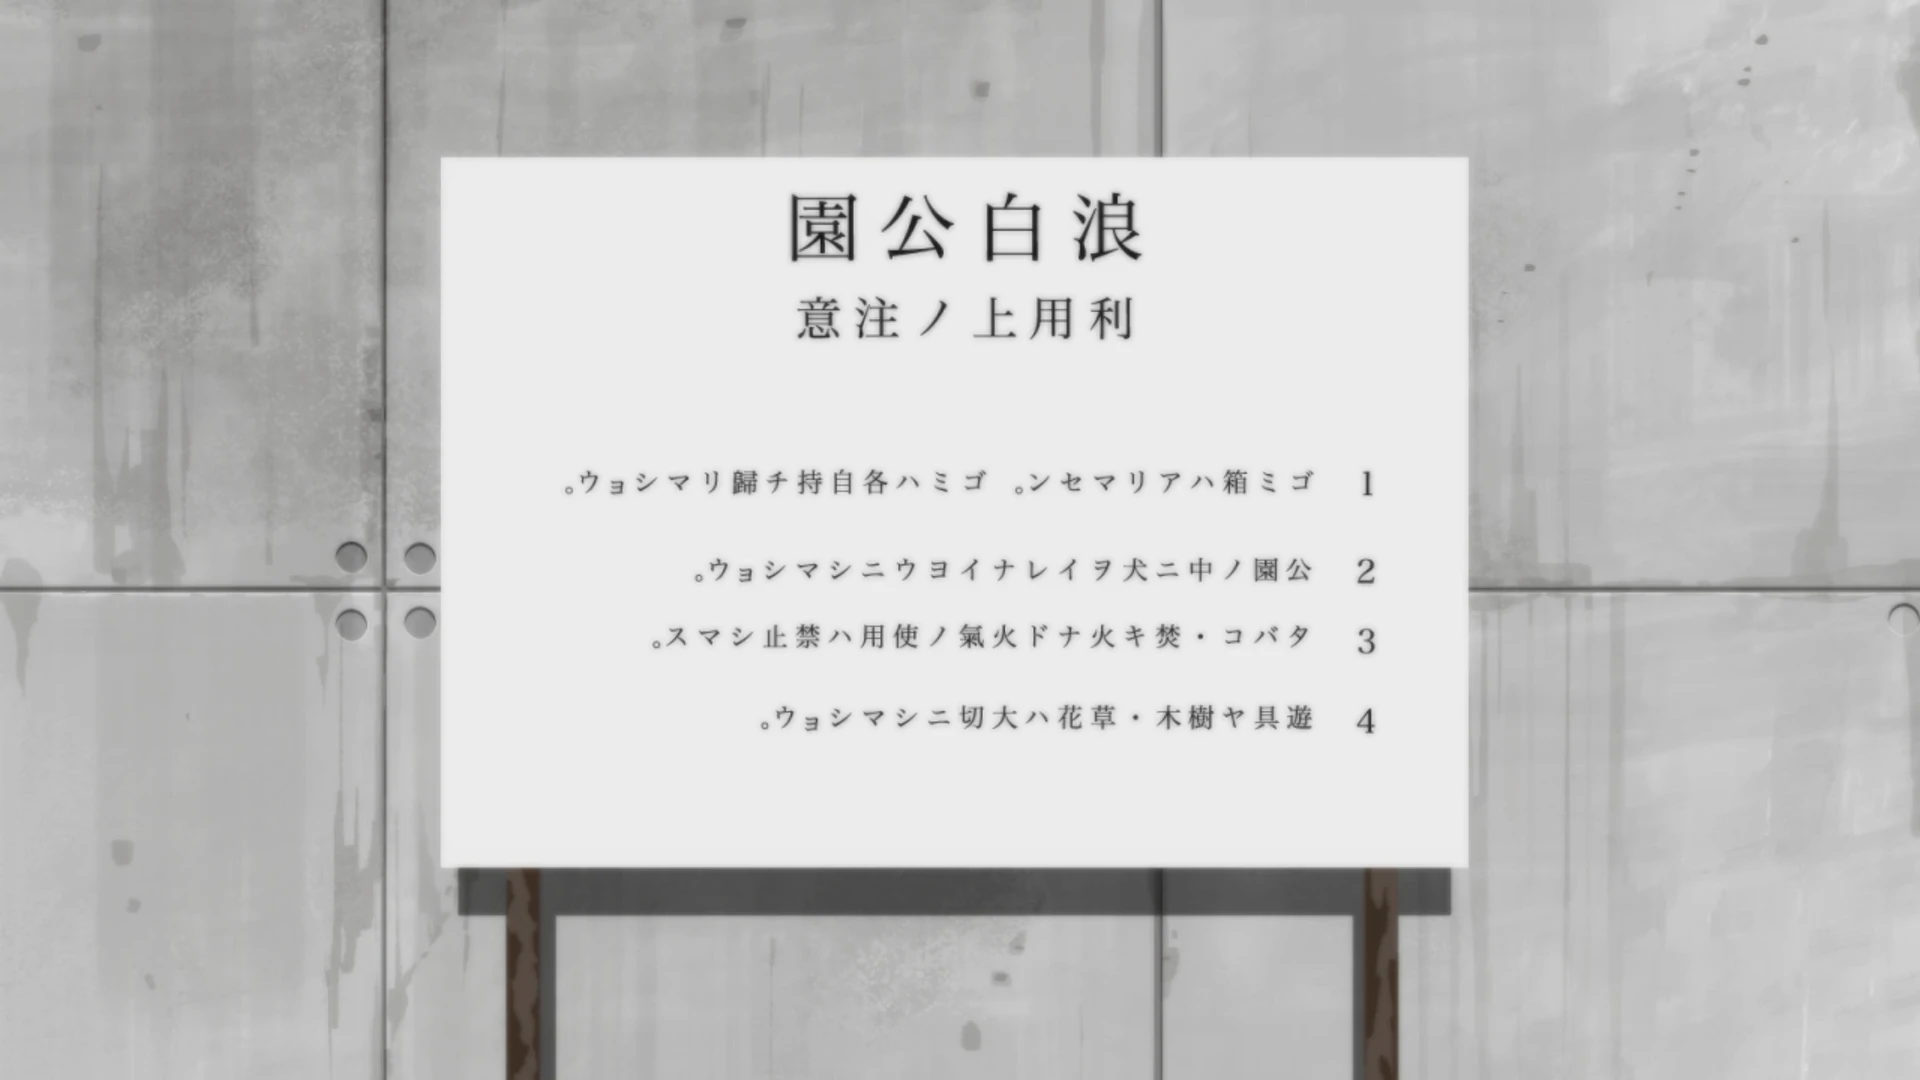 浪白公園
利用上ノ注意
1 ゴミ箱ハアリマセン。 ゴミハ各自持チ歸リマショウ。
2 公園ノ中ニ犬ヲイレナイヨウニシマショウ。
3 タバコ・焚キ火ナド火氣ノ使用ハ禁止シマス。
4 遊具ヤ樹木・草花ハ大切ニシマショウ。